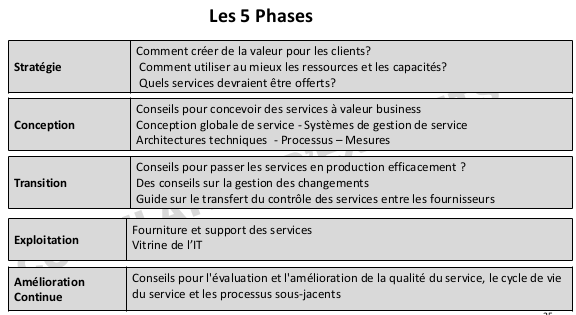 Les 5 Phases
Stratégie
Comment créer de la valeur pour les clients?
Comment utiliser au mieux les ressources et les capacités?
Quels services devraient être offerts?
Conception
Conseils pour concevoir des services à valeur business
Conception globale de service - Systèmes de gestion de service
Architectures techniques - Processus – Mesures
Transition
Conseils pour passer les services en production efficacement ?
Des conseils sur la gestion des changements
Guide sur le transfert du contrôle des services entre les fournisseurs
Exploitation
Fourniture et support des services
Vitrine de l’IT
Amélioration
Continue
Conseils pour l'évaluation et l'amélioration de la qualité du service, le cycle de vie
du service et les processus sous-jacents